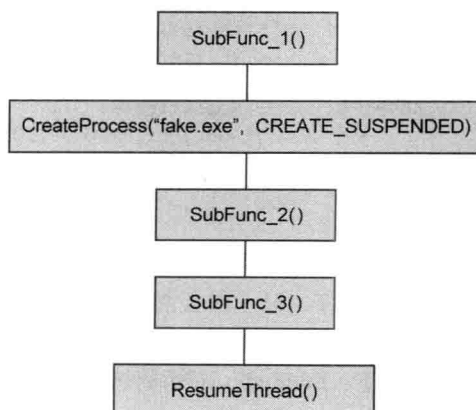 SubFunc_1()
CreateProcess("fake.exe", CREATE_SUSPENDED)
SubFunc_2()
SubFunc_3()
ResumeThread()